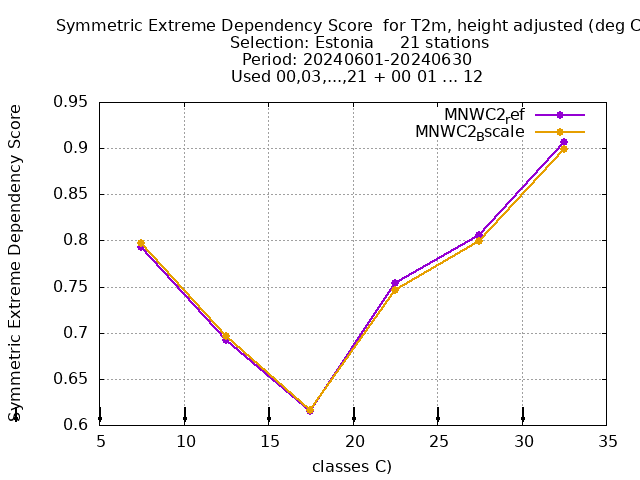 Symmetric Extreme Dependency Score for T2m, height adjusted (deg C
Selection: Estonia 21 stations
Period: 20240601-20240630
Used 00,03,...,21 + 00 01 ... 12
Symmetric Extreme Dependency Score
MNWC2ref
MNWC2Bscale
0.95
0.9
0.85
0.8
0.75
0.7
0.65
0.6
5 10 15 20 25 30 35
classes C)